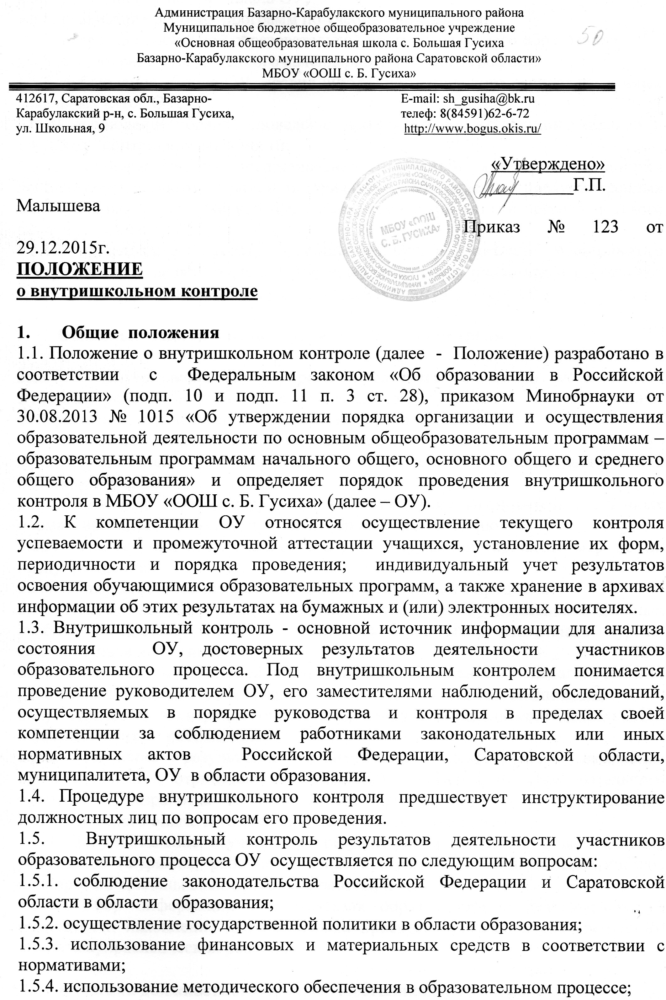 Администрация Базарно-Карабулакского муниципального района
Муниципальное бюджетное общеобразовательное учреждение
«Основная общеобразовательная школа с. Большая Гусиха
Базарно-Карабулакского муниципального района Саратовской области»
МБОУ «ООШ с. Б. Гусиха»
50
412617, Саратовская обл., Базарно-
Карабулакский р-н, с. Большая Гусиха,
ул. Школьная, 9
E-mail: sh_gusiha@bk.ru
телеф: 8(84591)62-6-72
http://www.bogus.okis.ru/
«Утверждено»
__________Г.П.
Малышева
МБОУ «ООШ
С. Б. ГУСИХА»
Приказ № 123 от
29.12.2015г.
ПОЛОЖЕНИЕ
о внутришкольном контроле
1. Общие положения
1.1. Положение о внутришкольном контроле (далее - Положение) разработано в
соответствии с Федеральным законом «Об образовании в Российской
Федерации» (подп. 10 и подп. 11 п. 3 ст. 28), приказом Минобрнауки от
30.08.2013 № 1015 «Об утверждении порядка организации и осуществления
образовательной деятельности по основным общеобразовательным программам –
образовательным программам начального общего, основного общего и среднего
общего образования» и определяет порядок проведения внутришкольного
контроля в МБОУ «ООШ с. Б. Гусиха» (далее – ОУ).
1.2. К компетенции ОУ относятся осуществление текущего контроля
успеваемости и промежуточной аттестации учащихся, установление их форм,
периодичности и порядка проведения; индивидуальный учет результатов
освоения обучающимися образовательных программ, а также хранение в архивах
информации об этих результатах на бумажных и (или) электронных носителях.
1.3. Внутришкольный контроль - основной источник информации для анализа
состояния ОУ, достоверных результатов деятельности участников
образовательного процесса. Под внутришкольным контролем понимается
проведение руководителем ОУ, его заместителями наблюдений, обследований,
осуществляемых в порядке руководства и контроля в пределах своей
компетенции за соблюдением работниками законодательных или иных
нормативных актов Российской Федерации, Саратовской области,
муниципалитета, ОУ в области образования.
1.4. Процедуре внутришкольного контроля предшествует инструктирование
должностных лиц по вопросам его проведения.
1.5. Внутришкольный контроль результатов деятельности участников
образовательного процесса ОУ осуществляется по следующим вопросам:
1.5.1. соблюдение законодательства Российской Федерации и Саратовской
области в области образования;
1.5.2. осуществление государственной политики в области образования;
1.5.3. использование финансовых и материальных средств в соответствии с
нормативами;
1.5.4. использование методического обеспечения в образовательном процессе;